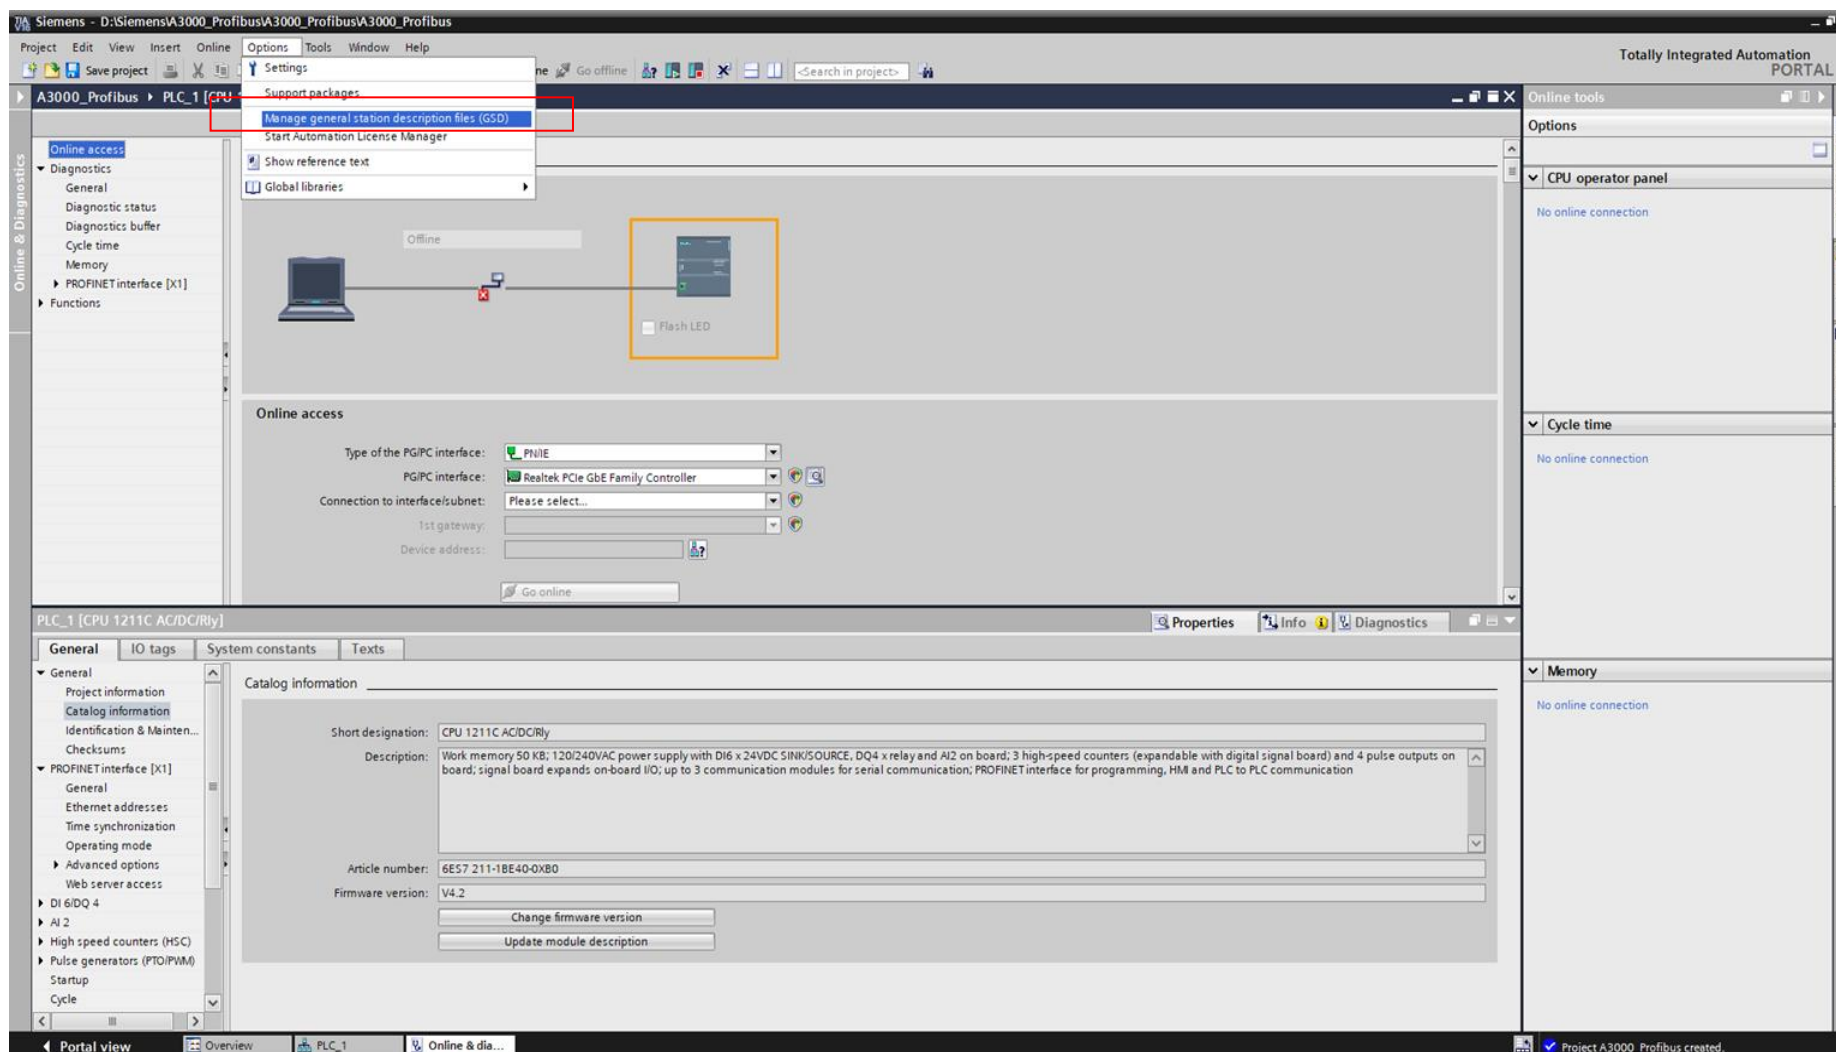 Siemens - D:\Siemens\A3000_Profibus\A3000_Profibus\A3000_Profibus
Project Edit View Insert Online Options Tools Window Help
Totally Integrated Automation
PORTAL
Save project
Settings
Support packages
Manage general station description files (GSD)
Start Automation License Manager
Show reference text
Global libraries
Go offline
<Search in project>
A3000_Profibus PLC_1 [CPU
Online tools
Options
Online & Diagnostics
Online access
Diagnostics
General
Diagnostic status
Diagnostics buffer
Cycle time
Memory
PROFINET interface [X1]
Functions
Offline
Flash LED
Online access
Type of the PG/PC interface: PN/IE
PG/PC interface: Realtek PCIe GbE Family Controller
Connection to interface/subnet: Please select...
1st gateway:
Device address:
Go online
CPU operator panel
No online connection
Cycle time
No online connection
Memory
No online connection
PLC_1 [CPU 1211C AC/DC/Rly]
Properties Info Diagnostics
General IO tags System constants Texts
General
Project information
Catalog information
Identification & Mainten...
Checksums
PROFINET interface [X1]
General
Ethernet addresses
Time synchronization
Operating mode
Advanced options
Web server access
DI 6/DQ 4
AI 2
High speed counters (HSC)
Pulse generators (PTO/PWM)
Startup
Cycle
Catalog information
Short designation: CPU 1211C AC/DC/Rly
Description: Work memory 50 KB; 120/240VAC power supply with DI6 x 24VDC SINK/SOURCE, DQ4 x relay and AI2 on board; 3 high-speed counters (expandable with digital signal board) and 4 pulse outputs on
board; signal board expands on-board I/O; up to 3 communication modules for serial communication; PROFINET interface for programming, HMI and PLC to PLC communication
Article number: 6ES7 211-1BE40-0XB0
Firmware version: V4.2
Change firmware version
Update module description
Portal view Overview PLC_1 Online & dia...
Project A3000_Profibus created.